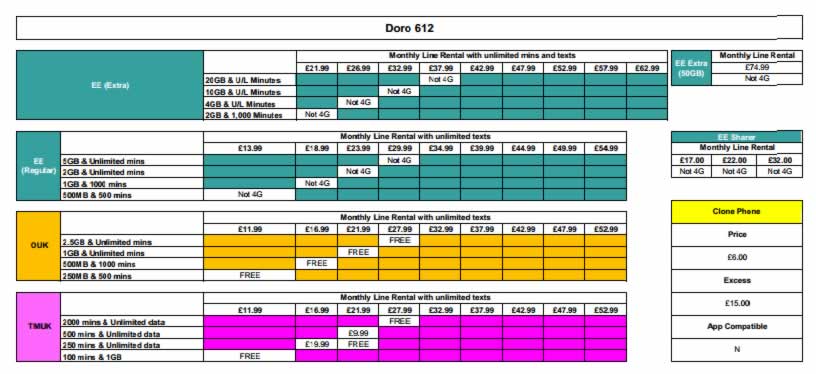 Doro 612
EE (Extra)
Monthly Line Rental with unlimited mins and texts
£21.99 £26.99 £32.99 £37.99 £42.99 £47.99 £52.99 £57.99 £62.99
20GB & U/L Minutes Not 4G
10GB & U/L Minutes Not 4G
4GB & U/L Minutes Not 4G
2GB & 1,000 Minutes Not 4G
EE Extra (50GB)
Monthly Line Rental
£74.99
Not 4G
EE (Regular)
Monthly Line Rental with unlimited texts
£13.99 £18.99 £23.99 £29.99 £34.99 £39.99 £44.99 £49.99 £54.99
5GB & Unlimited mins Not 4G
2GB & Unlimited mins Not 4G
1GB & 1000 mins Not 4G
500MB & 500 mins Not 4G
EE Sharer
Monthly Line Rental
£17.00 £22.00 £32.00
Not 4G Not 4G Not 4G
OUK
Monthly Line Rental with unlimited texts
£11.99 £16.99 £21.99 £27.99 £32.99 £37.99 £42.99 £47.99 £52.99
2.5GB & Unlimited mins FREE
1GB & Unlimited mins FREE
500MB & 1000 mins FREE
250MB & 500 mins FREE
Clone Phone
Price
£6.00
Excess
£15.00
App Compatible
N
TMUK
Monthly Line Rental with unlimited texts
£11.99 £16.99 £21.99 £27.99 £32.99 £37.99 £42.99 £47.99 £52.99
2000 mins & Unlimited data FREE
500 mins & Unlimited data £9.99
250 mins & Unlimited data £19.99 FREE
100 mins & 1GB FREE